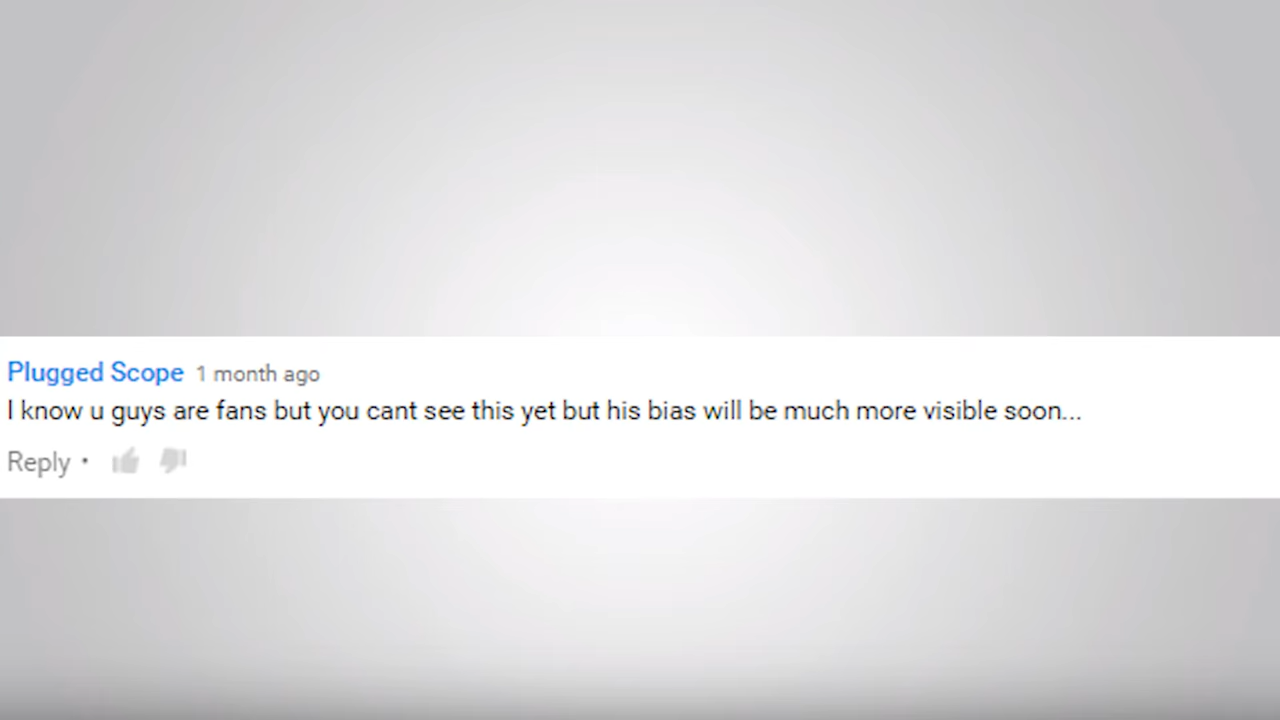 Plugged Scope 1 month ago
I know u guys are fans but you cant see this yet but his bias will be much more visible soon...
Reply •